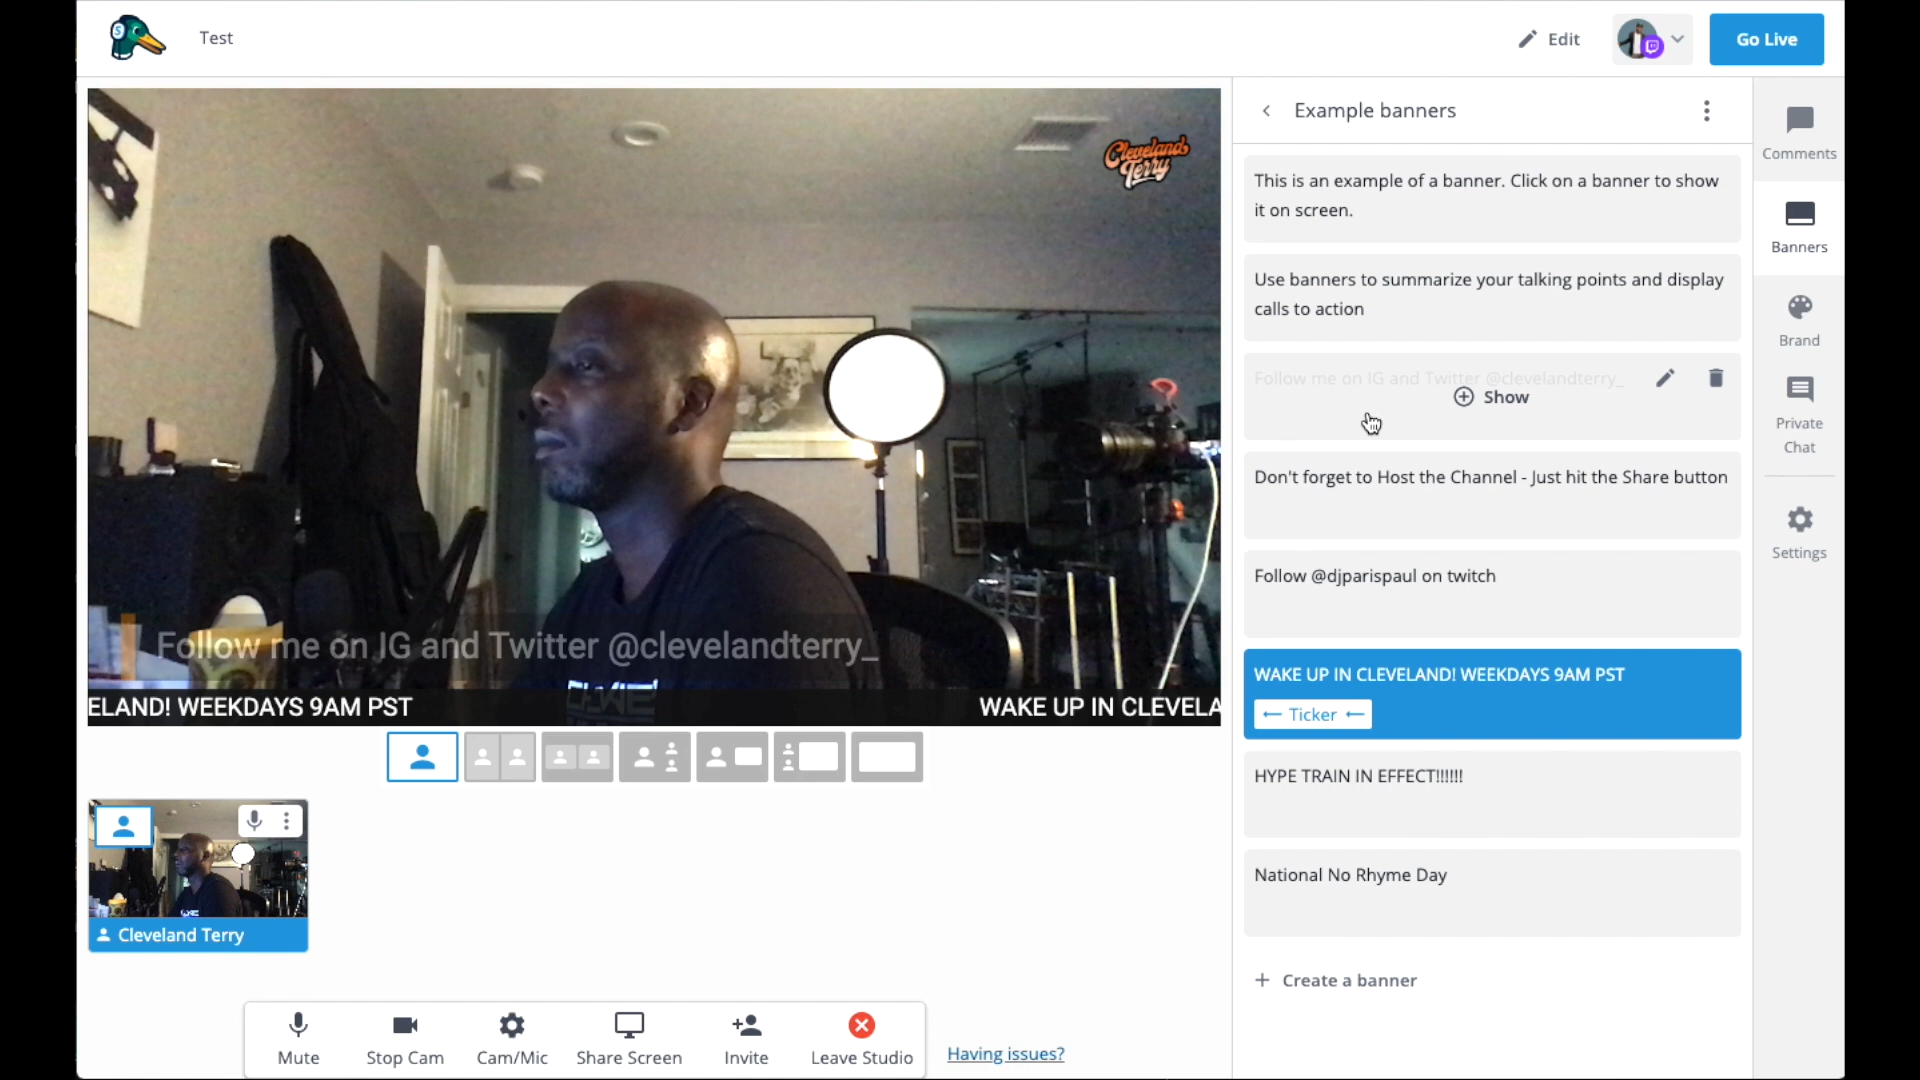 Test
Edit
Go Live
Cleveland
Terry
Follow me on IG and Twitter @clevelandterry_
ELAND! WEEKDAYS 9AM PST
WAKE UP IN CLEVELA
Cleveland Terry
Mute
Stop Cam
Cam/Mic
Share Screen
Invite
Leave Studio
Having issues?
Example banners
This is an example of a banner. Click on a banner to show
it on screen.
Use banners to summarize your talking points and display
calls to action
Follow me on IG and Twitter @clevelandterry_
Show
Don't forget to Host the Channel - Just hit the Share button
Follow @djparispaul on twitch
WAKE UP IN CLEVELAND! WEEKDAYS 9AM PST
← Ticker ←
HYPE TRAIN IN EFFECT!!!!!!
National No Rhyme Day
+ Create a banner
Comments
Banners
Brand
Private
Chat
Settings